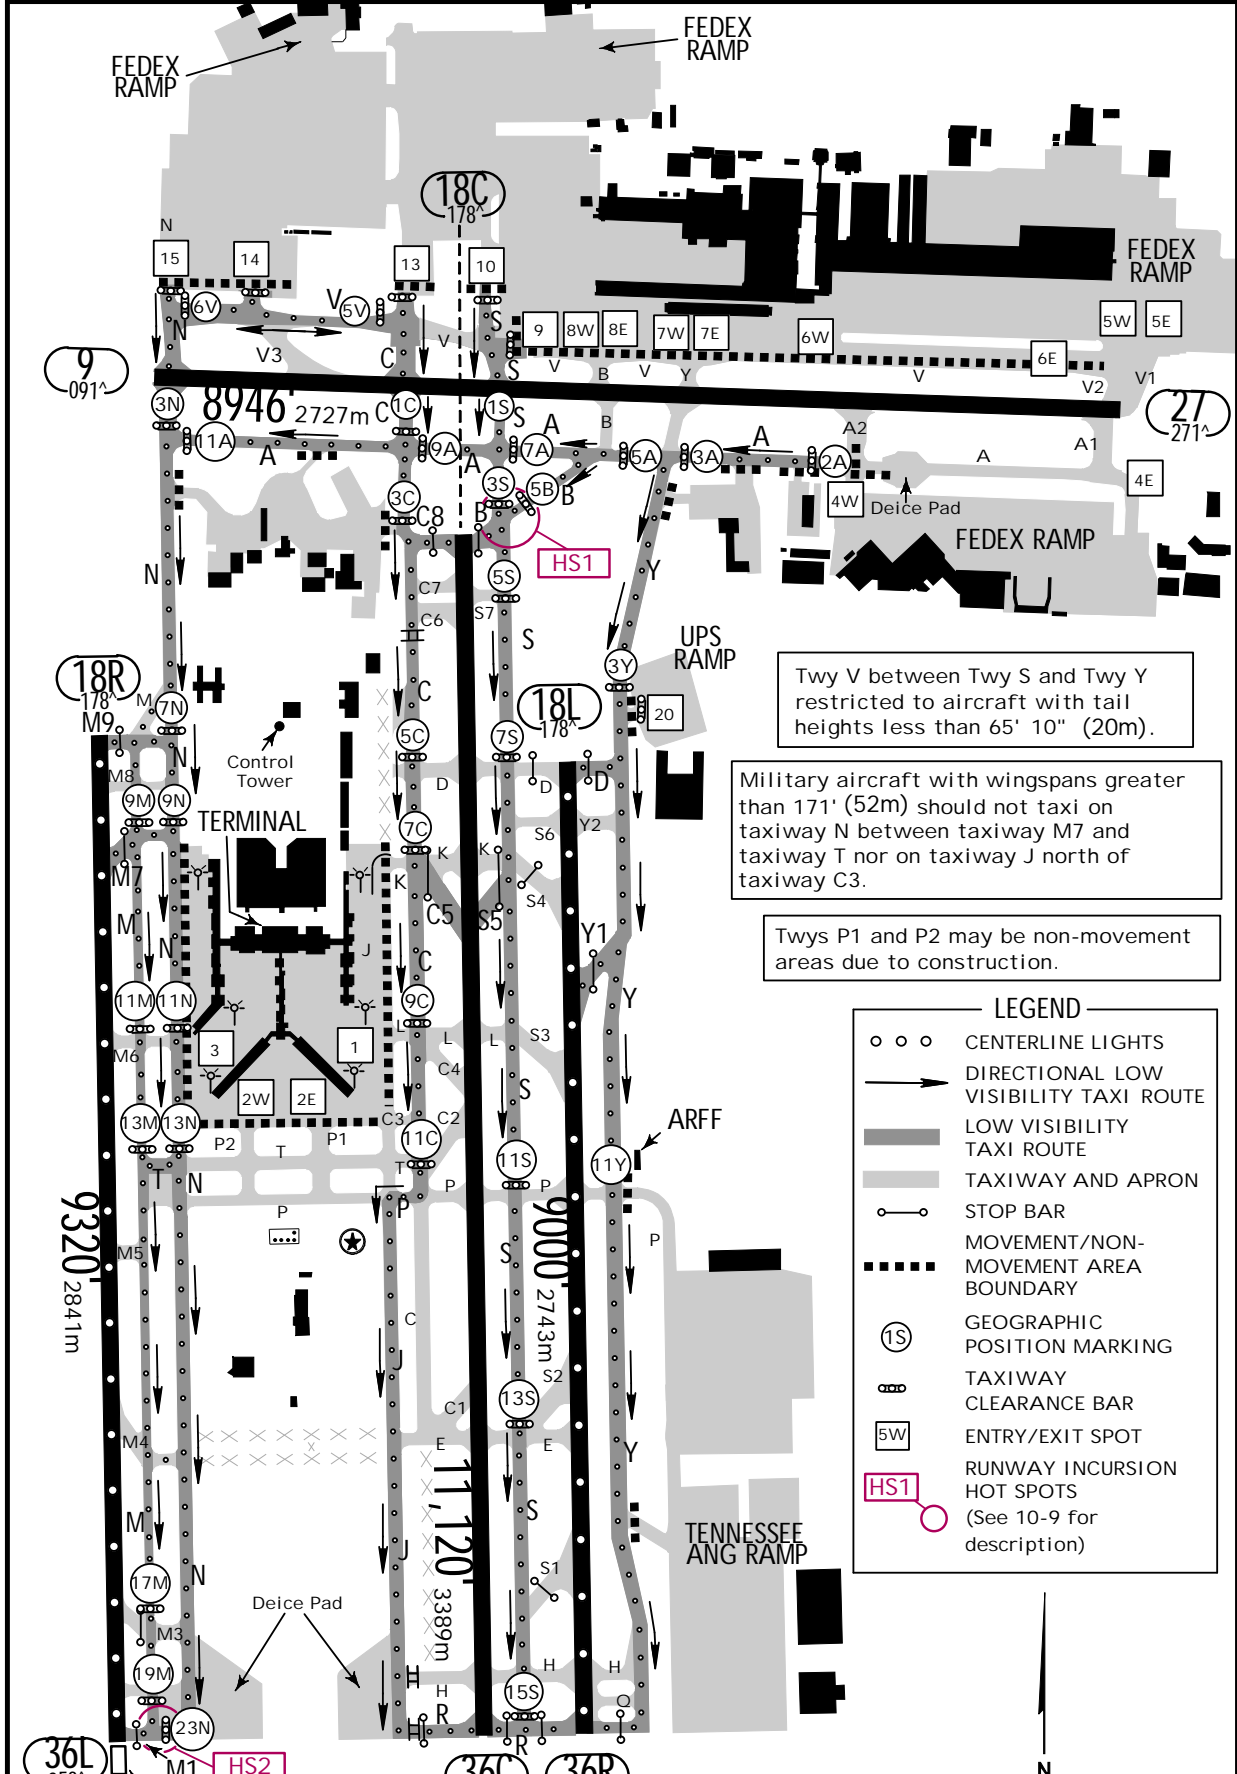 FEDEX
RAMP
FEDEX
RAMP
18C
178^
N
15
14
13
10
FEDEX
RAMP
6V
V
5V
S
9
8W
8E
7W
7E
6W
5W
5E
6E
N
V3
C
V
S
V
B
V
Y
V
V2
V1
9
091^
3N
8946'
2727m
C
1C
1S
S
B
A2
A1
27
271^
11A
A
9A
A
7A
A
5A
3A
A
2A
A
4E
3C
C8
3S
5B
B
B
4W
Deice Pad
HS1
FEDEX RAMP
N
C7
5S
Y
C6
S7
S
UPS
RAMP
3Y
18R
178^
M
M9
7N
C
18L
178^
20
Twy V between Twy S and Twy Y
restricted to aircraft with tail
heights less than 65' 10" (20m).
N
Control
Tower
5C
7S
M8
D
D
D
Military aircraft with wingspans greater
than 171' (52m) should not taxi on
taxiway N between taxiway M7 and
taxiway T nor on taxiway J north of
taxiway C3.
9M
9N
TERMINAL
7C
S6
Y2
K
K
M7
K
C5
S5
S4
M
N
J
C
Y1
Twys P1 and P2 may be non-movement
areas due to construction.
11M
11N
9C
Y
LEGEND
M6
3
1
L
L
L
S3
CENTERLINE LIGHTS
C4
DIRECTIONAL LOW
VISIBILITY TAXI ROUTE
2W
2E
S
13M
13N
P2
T
P1
C3
C2
11C
ARFF
LOW VISIBILITY
TAXI ROUTE
T
N
T
11S
11Y
TAXIWAY AND APRON
P
P
P
P
STOP BAR
9320'
2841m
M5
S
9000'
2743m
P
MOVEMENT/NON-
MOVEMENT AREA
BOUNDARY
C
1S
GEOGRAPHIC
POSITION MARKING
J
S2
13S
C1
TAXIWAY
CLEARANCE BAR
M4
E
E
Y
5W
ENTRY/EXIT SPOT
11,120'
3389m
HS1
RUNWAY INCURSION
HOT SPOTS
(See 10-9 for
description)
M
S
J
TENNESSEE
ANG RAMP
17M
N
S1
Deice Pad
M3
19M
H
H
H
15S
Q
23N
R
R
36L
M1
HS2
36C
36R
N